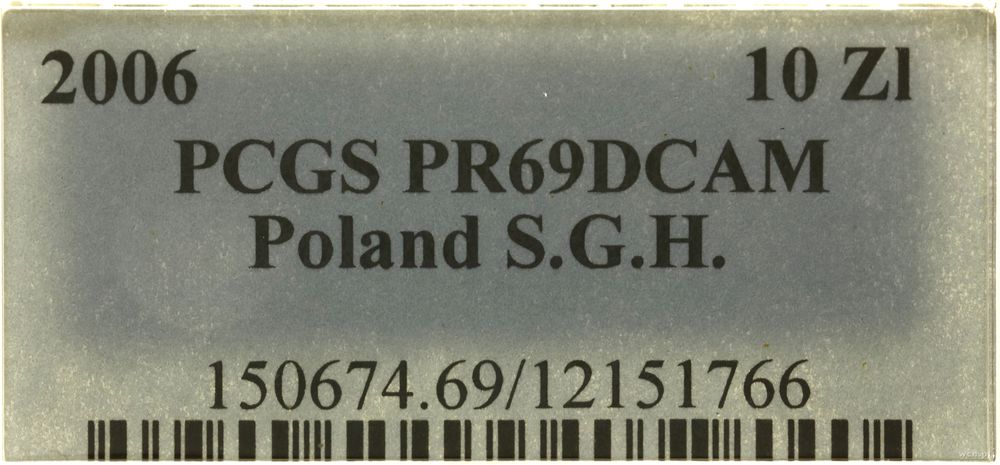 2006 10 Zl
PCGS PR69DCAM
Poland S.G.H.
150674.69/12151766